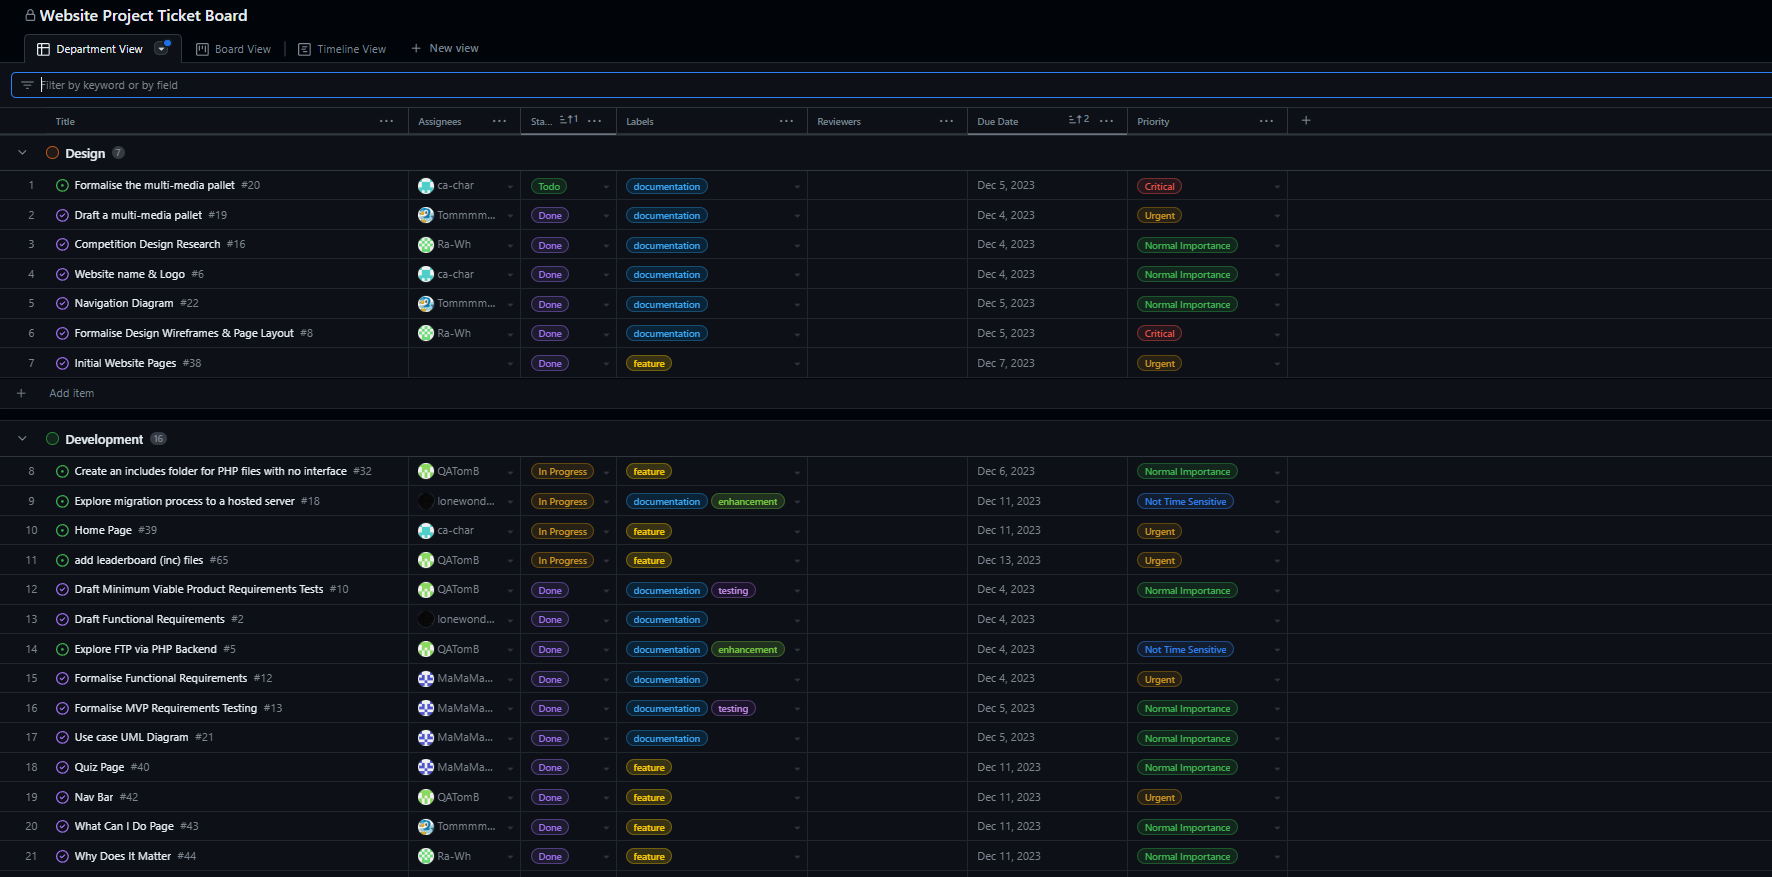 Website Project Ticket Board
Department View Board View Timeline View + New view
Filter by keyword or by field
Title ... Assignees ... Sta... 1 ... Labels ... Reviewers ... Due Date 2 ... Priority ... +
Design 7
1 Formalise the multi-media pallet #20 ca-char Todo documentation Dec 5, 2023 Critical
2 Draft a multi-media pallet #19 Tommmm... Done documentation Dec 4, 2023 Urgent
3 Competition Design Research #16 Ra-Wh Done documentation Dec 4, 2023 Normal Importance
4 Website name & Logo #6 ca-char Done documentation Dec 4, 2023 Normal Importance
5 Navigation Diagram #22 Tommmm... Done documentation Dec 5, 2023 Normal Importance
6 Formalise Design Wireframes & Page Layout #8 Ra-Wh Done documentation Dec 5, 2023 Critical
7 Initial Website Pages #38 Done feature Dec 7, 2023 Urgent
+ Add item
Development 16
8 Create an includes folder for PHP files with no interface #32 QATomB In Progress feature Dec 6, 2023 Normal Importance
9 Explore migration process to a hosted server #18 lonewond... In Progress documentation enhancement Dec 11, 2023 Not Time Sensitive
10 Home Page #39 ca-char In Progress feature Dec 11, 2023 Urgent
11 add leaderboard (inc) files #65 QATomB In Progress feature Dec 13, 2023 Urgent
12 Draft Minimum Viable Product Requirements Tests #10 QATomB Done documentation testing Dec 4, 2023 Normal Importance
13 Draft Functional Requirements #2 lonewond... Done documentation Dec 4, 2023
14 Explore FTP via PHP Backend #5 QATomB Done documentation enhancement Dec 4, 2023 Not Time Sensitive
15 Formalise Functional Requirements #12 MaMaMa... Done documentation Dec 4, 2023 Urgent
16 Formalise MVP Requirements Testing #13 MaMaMa... Done documentation testing Dec 5, 2023 Normal Importance
17 Use case UML Diagram #21 MaMaMa... Done documentation Dec 5, 2023 Normal Importance
18 Quiz Page #40 MaMaMa... Done feature Dec 11, 2023 Normal Importance
19 Nav Bar #42 QATomB Done feature Dec 11, 2023 Urgent
20 What Can I Do Page #43 Tommmm... Done feature Dec 11, 2023 Normal Importance
21 Why Does It Matter #44 Ra-Wh Done feature Dec 11, 2023 Normal Importance